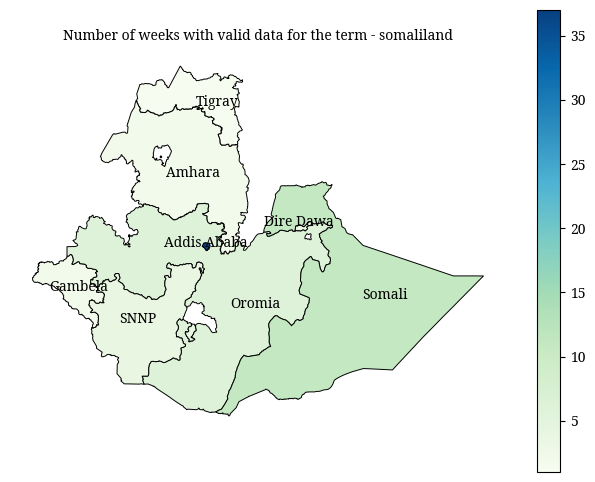 Number of weeks with valid data for the term - somaliland
35
Tigray
30
Amhara
25
Dire Dawa
20
Addis Ababa
Gambela
Somali
15
Oromia
SNNP
10
5